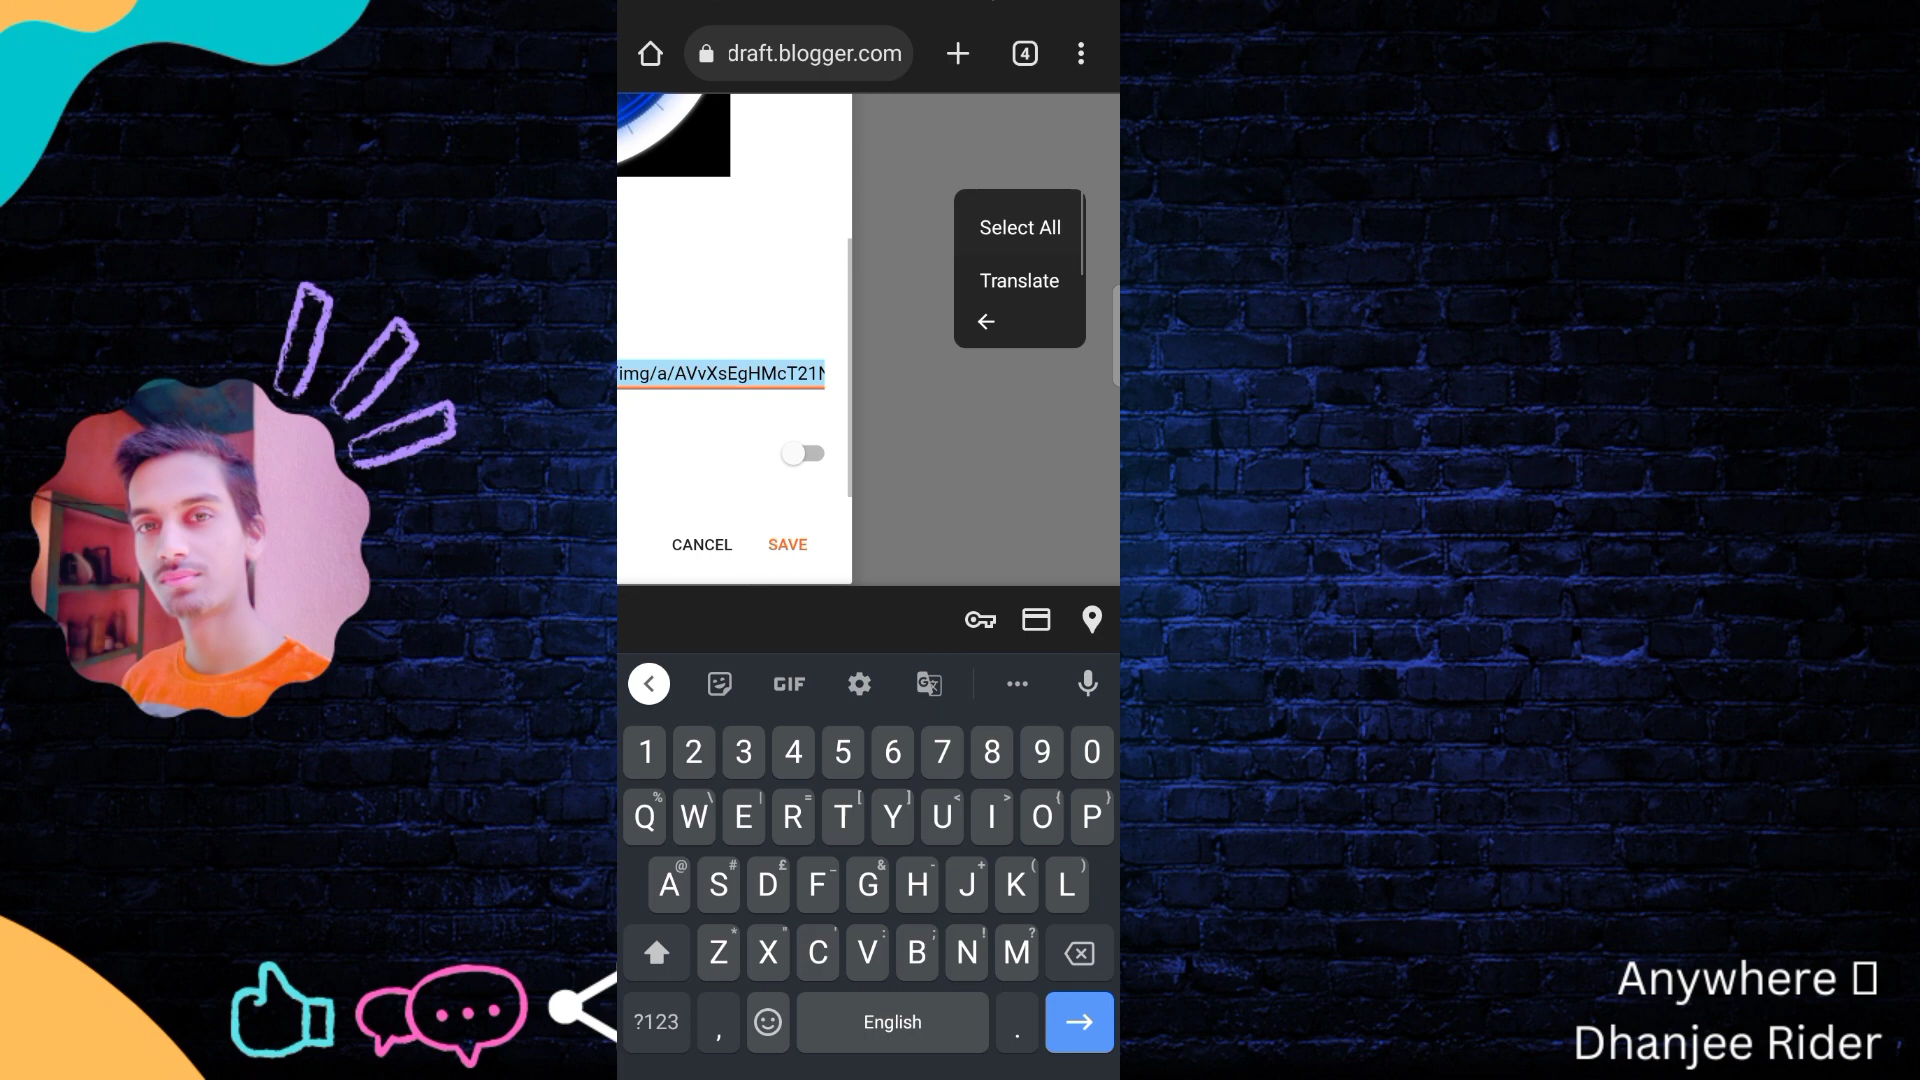 draft.blogger.com
4
Select All
Translate
/img/a/AVvXsEgHMcT21N
CANCEL SAVE
GIF
1 2 3 4 5 6 7 8 9 0
% \ | = [ ] < > { }
Q W E R T Y U I O P
@ # £ _ & - + ( )
A S D F G H J K L
* " ' : ; ! ?
Z X C V B N M
?123 , English .
Anywhere
Dhanjee Rider